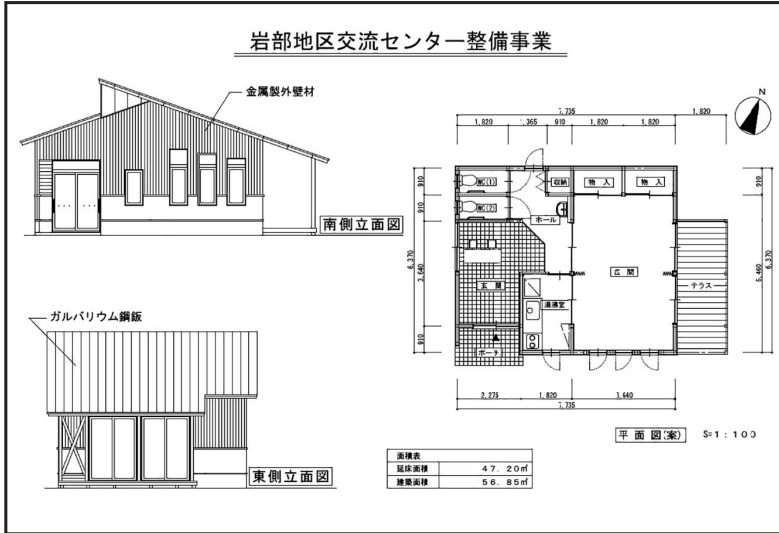 岩部地区交流センター整備事業
金属製外壁材
南側立面図
ガルバリウム鋼鈑
東側立面図
N
7,735
1,820
1,820
1,365
910
1,820
1,820
910
910
3,640
910
6,370
910
5,460
6,370
WC(1)
収納
物 入
物 入
WC(2)
ホール
玄 関
広 間
テラス
湯沸室
ポーチ
2,275
1,820
3,640
7,735
平 面 図(案) S=1:100
面積表
延床面積 47.20㎡
建築面積 56.85㎡